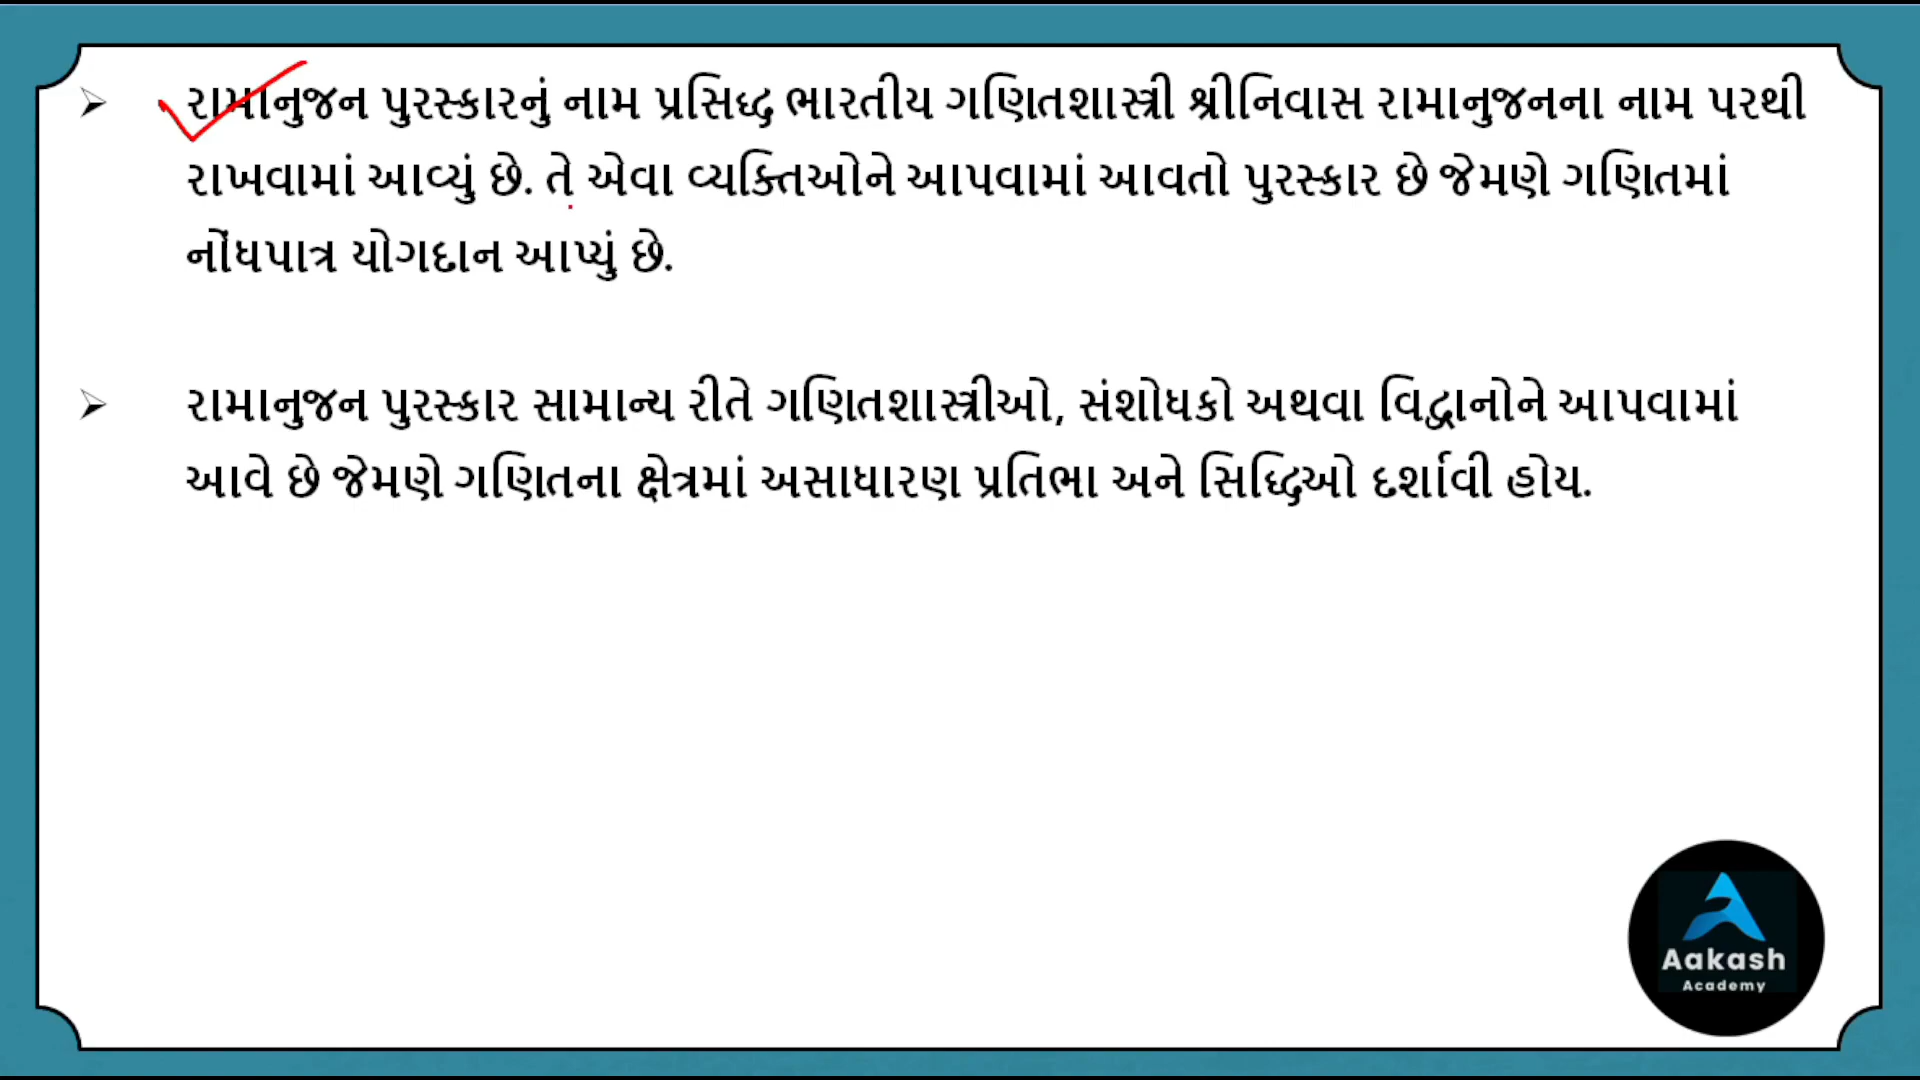 ➢ રામાનુજન પુરસ્કારનું નામ પ્રસિદ્ધ ભારતીય ગણિતશાસ્ત્રી શ્રીનિવાસ રામાનુજનના નામ પરથી
રાખવામાં આવ્યું છે. તે એવા વ્યક્તિઓને આપવામાં આવતો પુરસ્કાર છે જેમણે ગણિતમાં
નોંધપાત્ર યોગદાન આપ્યું છે.
➢ રામાનુજન પુરસ્કાર સામાન્ય રીતે ગણિતશાસ્ત્રીઓ, સંશોધકો અથવા વિદ્વાનોને આપવામાં
આવે છે જેમણે ગણિતના ક્ષેત્રમાં અસાધારણ પ્રતિભા અને સિદ્ધિઓ દર્શાવી હોય.
Aakash
Academy